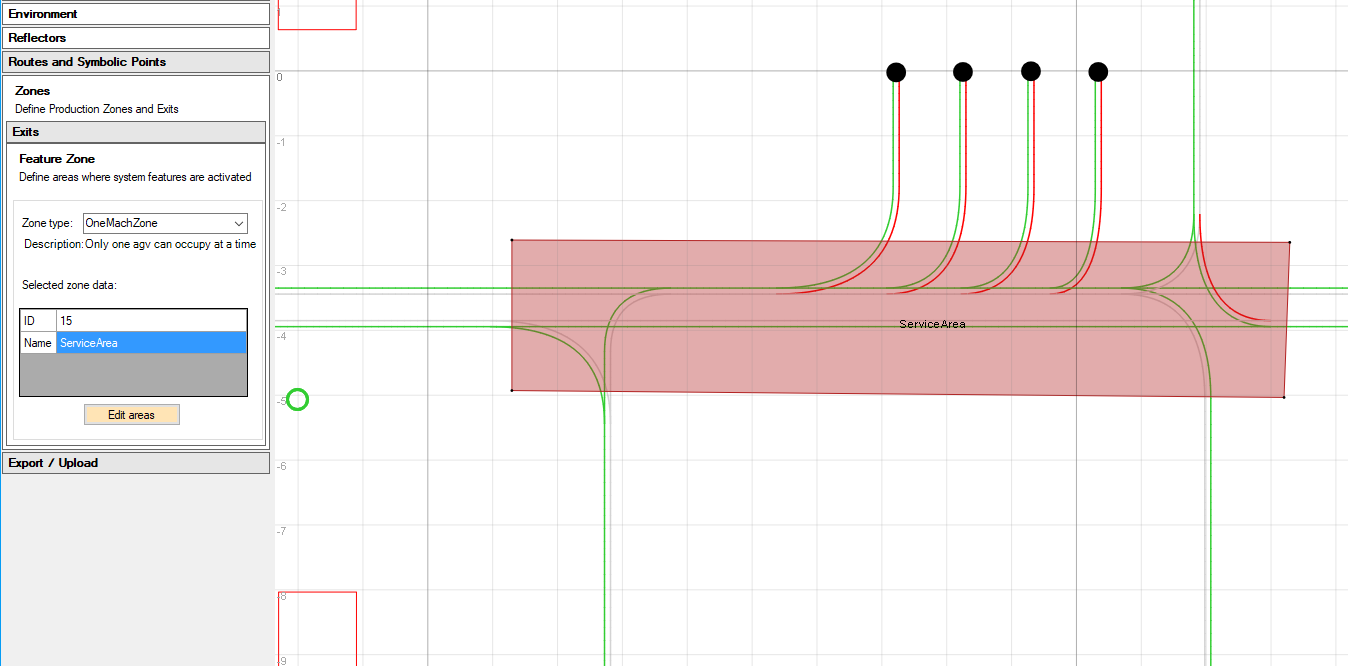 Environment
Reflectors
Routes and Symbolic Points
Zones
Define Production Zones and Exits
Exits
Feature Zone
Define areas where system features are activated
Zone type: OneMachZone
Description: Only one agv can occupy at a time
Selected zone data:
ID 15
Name ServiceArea
Edit areas
Export / Upload
0
-1
-2
-3
-4
-5
-6
-7
-8
-9
ServiceArea